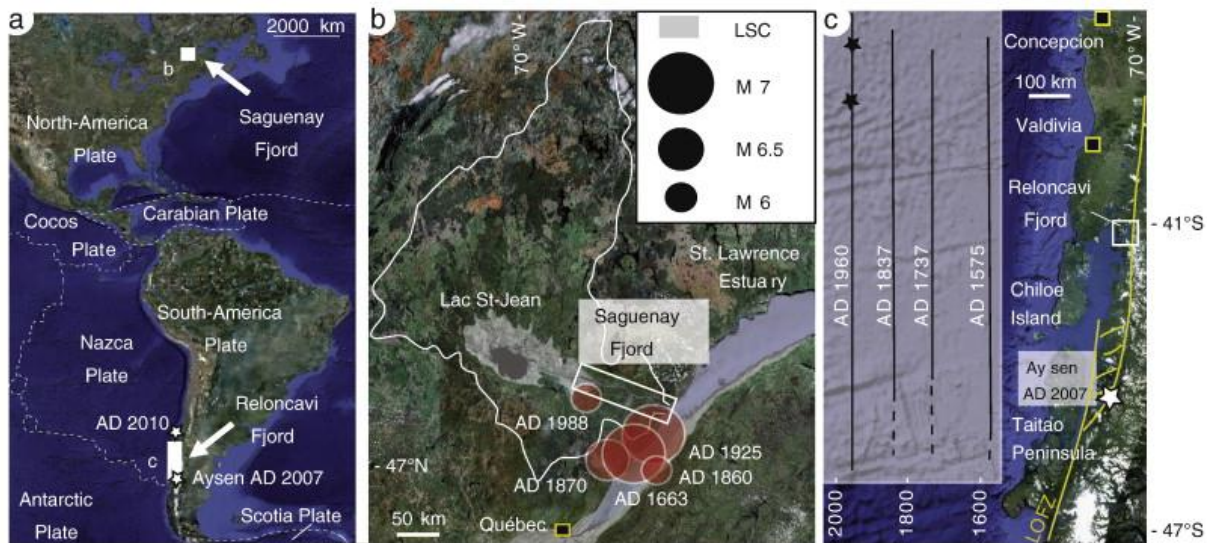 a
2000 km
b
Saguenay
Fjord
North-America
Plate
Cocos
Plate
Carabian Plate
South-America
Plate
Nazca
Plate
AD 2010
Reloncavi
Fjord
c
Aysen AD 2007
Antarctic
Plate
Scotia Plate
b
70°W-
LSC
M 7
M 6.5
M 6
St. Lawrence
Estuary
Lac St-Jean
Saguenay
Fjord
AD 1988
AD 1925
- 47°N
AD 1870
AD 1860
AD 1663
Québec
50 km
c
AD 1960
AD 1837
AD 1737
AD 1575
2000
1800
1600
Concepcion
70°W-
100 km
Valdivia
Reloncavi
Fjord
- 41°S
Chiloe
Island
Ay sen
AD 2007
Taitao
Peninsula
LOFZ
- 47°S